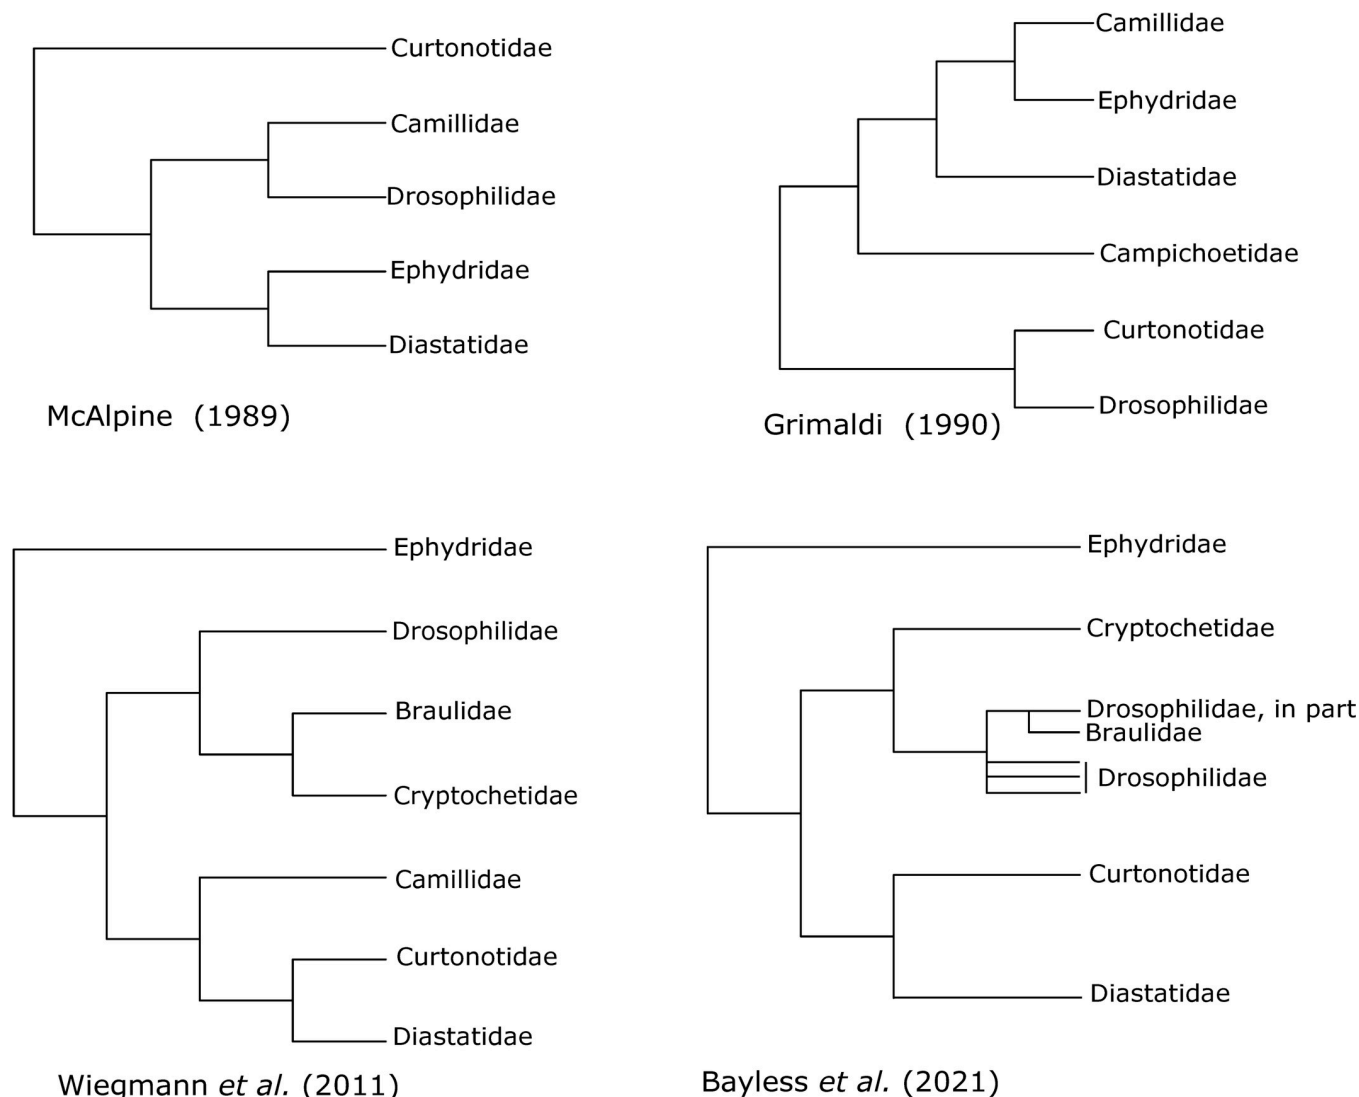 Curtonotidae
Camillidae
Drosophilidae
Ephydridae
Diastatidae
McAlpine (1989)
Camillidae
Ephydridae
Diastatidae
Campichoetidae
Curtonotidae
Drosophilidae
Grimaldi (1990)
Ephydridae
Drosophilidae
Braulidae
Cryptochetidae
Camillidae
Curtonotidae
Diastatidae
Wiegmann et al. (2011)
Ephydridae
Cryptochetidae
Drosophilidae, in part
Braulidae
Drosophilidae
Curtonotidae
Diastatidae
Bayless et al. (2021)